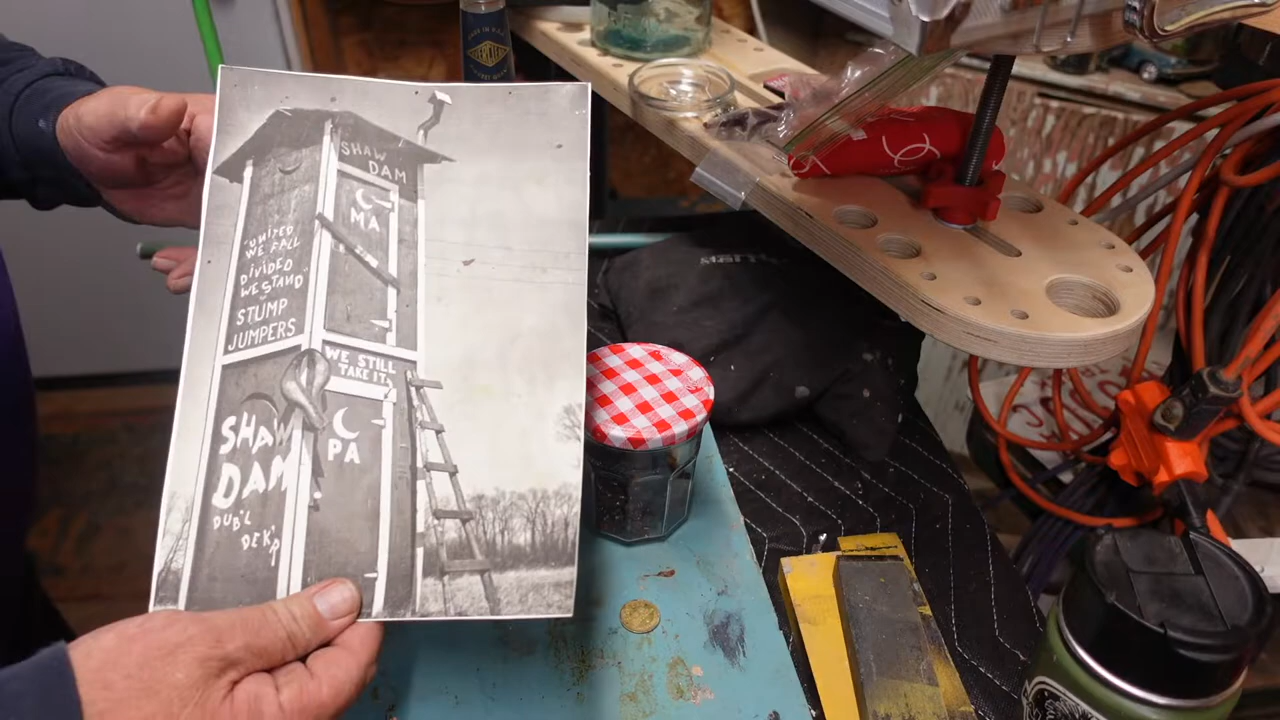 SHAW
DAM
MA
"UNITED
WE FALL
DIVIDED
WE STAND"
STUMP
JUMPERS
WE STILL
TAKE IT
SHAW
DAM
PA
DUB'L
DEK'R